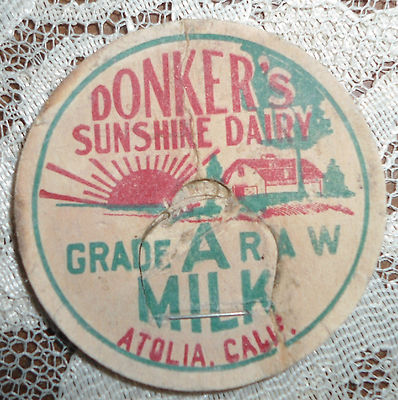 DONKER's
SUNSHINE DAIRY
GRADE A RAW
MILK
ATOLIA, CALIF.